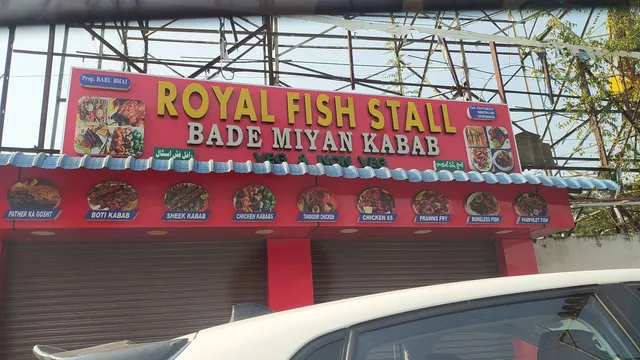 Prop. BABU BHAI
ROYAL FISH STALL
BADE MIYAN KABAB
VEG & NON VEG
PATHER KA GOSHT
BOTI KABAB
SHEEK KABAB
CHICKEN KABABS
TANDOORI CHICKEN
CHICKEN 65
PRAWNS FRY
BONELESS FISH
PAMPHLET FISH